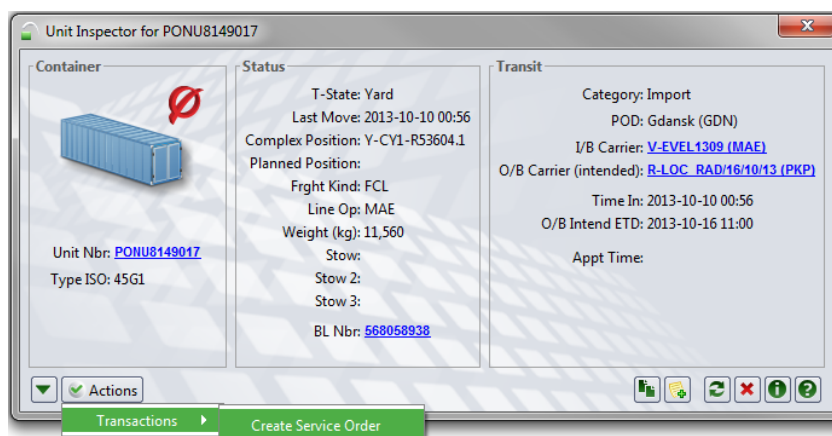 Unit Inspector for PONU8149017
Container
Unit Nbr: PONU8149017
Type ISO: 45G1
Status
T-State: Yard
Last Move: 2013-10-10 00:56
Complex Position: Y-CY1-R53604.1
Planned Position:
Frght Kind: FCL
Line Op: MAE
Weight (kg): 11,560
Stow:
Stow 2:
Stow 3:
BL Nbr: 568058938
Transit
Category: Import
POD: Gdansk (GDN)
I/B Carrier: V-EVEL1309 (MAE)
O/B Carrier (intended): R-LOC_RAD/16/10/13 (PKP)
Time In: 2013-10-10 00:56
O/B Intend ETD: 2013-10-16 11:00
Appt Time:
Actions
Transactions
Create Service Order